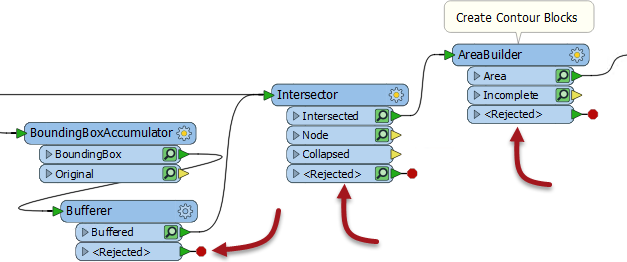 Create Contour Blocks
AreaBuilder
Area
Incomplete
<Rejected>
Intersector
Intersected
Node
Collapsed
<Rejected>
BoundingBoxAccumulator
BoundingBox
Original
Bufferer
Buffered
<Rejected>